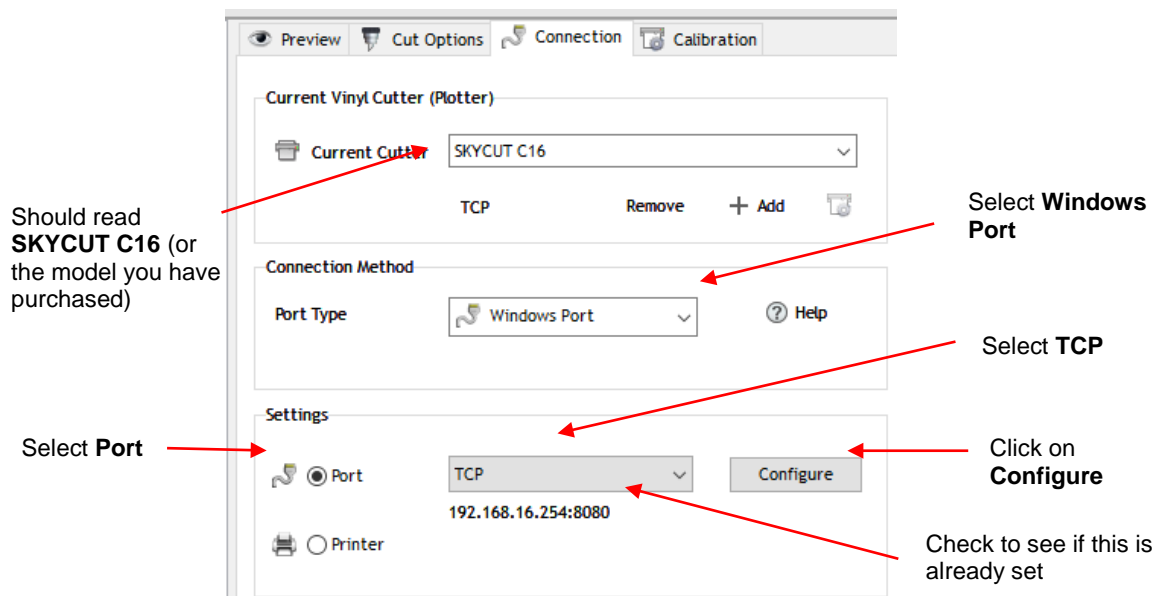 Preview Cut Options Connection Calibration
Current Vinyl Cutter (Plotter)
Current Cutter SKYCUT C16
TCP Remove + Add
Should read
SKYCUT C16 (or
the model you have
purchased)
Select Windows
Port
Connection Method
Port Type Windows Port ? Help
Select TCP
Settings
Select Port
Port TCP Configure
Click on
Configure
192.168.16.254:8080
Printer
Check to see if this is
already set